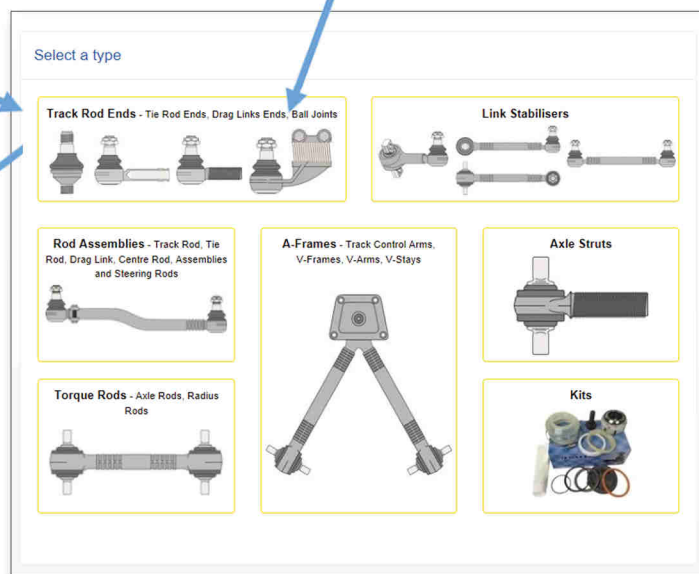 Select a type
Track Rod Ends - Tie Rod Ends, Drag Links Ends, Ball Joints
Link Stabilisers
Rod Assemblies - Track Rod, Tie
Rod, Drag Link, Centre Rod, Assemblies
and Steering Rods
A-Frames - Track Control Arms,
V-Frames, V-Arms, V-Stays
Axle Struts
Torque Rods - Axle Rods, Radius
Rods
Kits